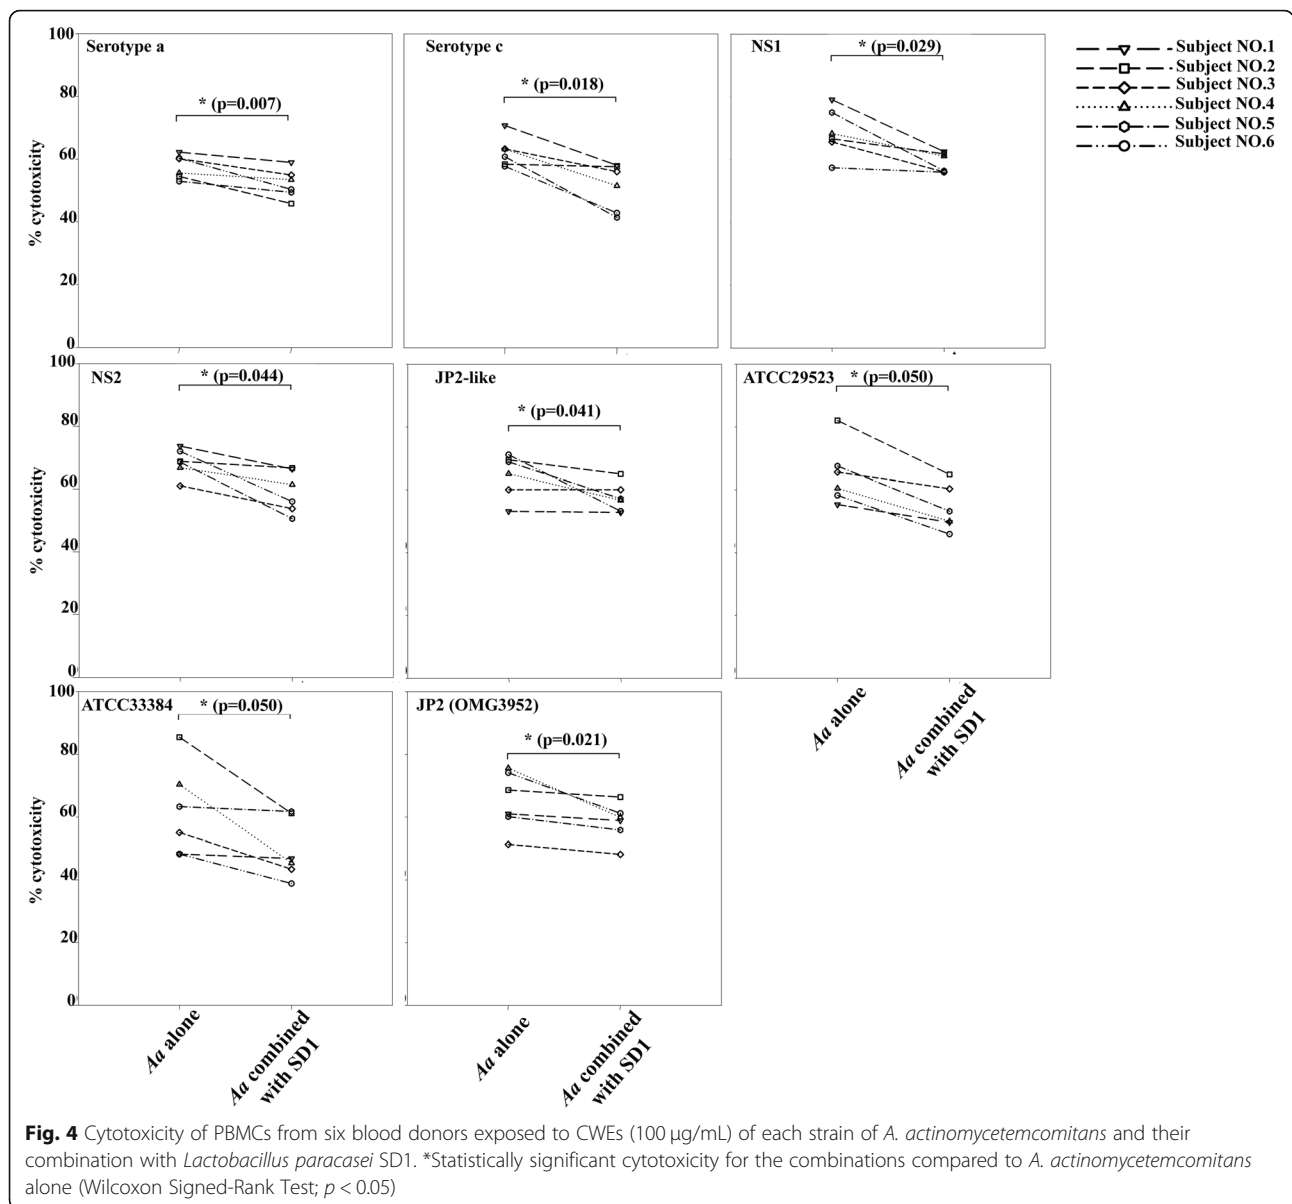 100
Serotype a
Serotype c
NS1
Subject NO.1
Subject NO.2
Subject NO.3
Subject NO.4
Subject NO.5
Subject NO.6
* (p=0.007)
* (p=0.018)
* (p=0.029)
80
60
40
20
0
% cytotoxicity
100
NS2
JP2-like
ATCC29523
* (p=0.044)
* (p=0.041)
* (p=0.050)
80
60
40
20
0
% cytotoxicity
100
ATCC33384
JP2 (OMG3952)
* (p=0.050)
* (p=0.021)
80
60
40
20
0
% cytotoxicity
Aa alone
Aa combined
with SD1
Aa alone
Aa combined
with SD1
Aa alone
Aa combined
with SD1
Fig. 4 Cytotoxicity of PBMCs from six blood donors exposed to CWEs (100 μg/mL) of each strain of A. actinomycetemcomitans and their
combination with Lactobacillus paracasei SD1. *Statistically significant cytotoxicity for the combinations compared to A. actinomycetemcomitans
alone (Wilcoxon Signed-Rank Test; p < 0.05)